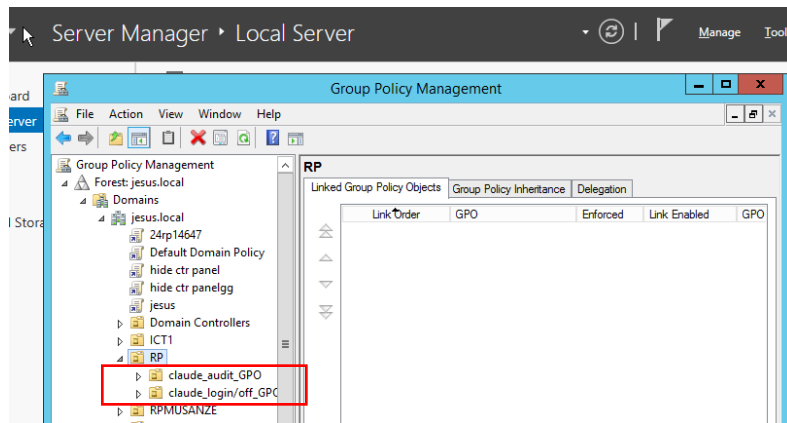 Server Manager • Local Server
Manage
Tool
ard
erver
ers
l Stora
Group Policy Management
File Action View Window Help
Group Policy Management
Forest: jesus.local
Domains
jesus.local
24rp14647
Default Domain Policy
hide ctr panel
hide ctr panelgg
jesus
Domain Controllers
ICT1
RP
claude_audit_GPO
claude_login/off_GPO
RPMUSANZE
RP
Linked Group Policy Objects Group Policy Inheritance Delegation
Link Order GPO Enforced Link Enabled GPO